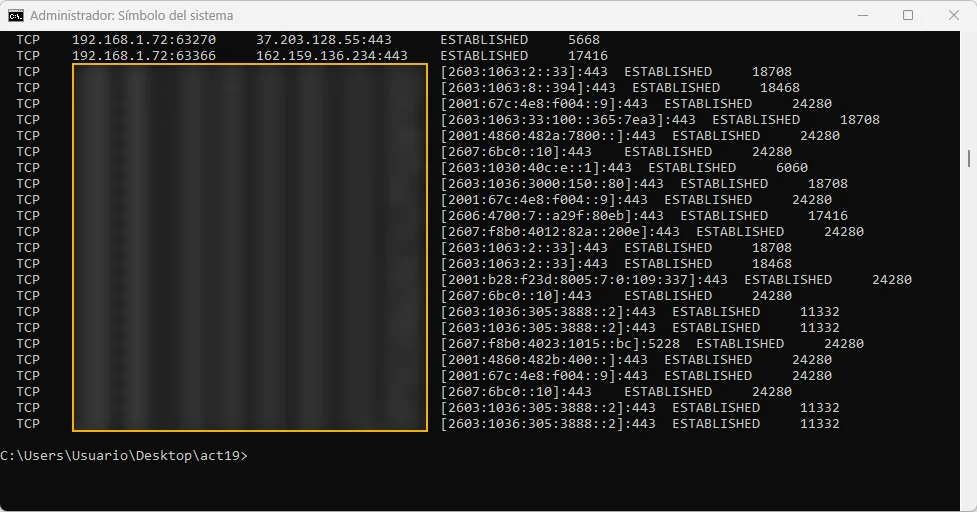 Administrador: Símbolo del sistema
TCP 192.168.1.72:63270 37.203.128.55:443 ESTABLISHED 5668
TCP 192.168.1.72:63366 162.159.136.234:443 ESTABLISHED 17416
TCP [2603:1063:2::33]:443 ESTABLISHED 18708
TCP [2603:1063:8::394]:443 ESTABLISHED 18468
TCP [2001:67c:4e8:f004::9]:443 ESTABLISHED 24280
TCP [2603:1063:33:100::365:7ea3]:443 ESTABLISHED 18708
TCP [2001:4860:482a:7800::]:443 ESTABLISHED 24280
TCP [2607:6bc0::10]:443 ESTABLISHED 24280
TCP [2603:1030:40c:e::1]:443 ESTABLISHED 6060
TCP [2603:1036:3000:150::80]:443 ESTABLISHED 18708
TCP [2001:67c:4e8:f004::9]:443 ESTABLISHED 24280
TCP [2606:4700:7::a29f:80eb]:443 ESTABLISHED 17416
TCP [2607:f8b0:4012:82a::200e]:443 ESTABLISHED 24280
TCP [2603:1063:2::33]:443 ESTABLISHED 18708
TCP [2603:1063:2::33]:443 ESTABLISHED 18468
TCP [2001:b28:f23d:8005:7:0:109:337]:443 ESTABLISHED 24280
TCP [2607:6bc0::10]:443 ESTABLISHED 24280
TCP [2603:1036:305:3888::2]:443 ESTABLISHED 11332
TCP [2603:1036:305:3888::2]:443 ESTABLISHED 11332
TCP [2607:f8b0:4023:1015::bc]:5228 ESTABLISHED 24280
TCP [2001:4860:482b:400::]:443 ESTABLISHED 24280
TCP [2001:67c:4e8:f004::9]:443 ESTABLISHED 24280
TCP [2607:6bc0::10]:443 ESTABLISHED 24280
TCP [2603:1036:305:3888::2]:443 ESTABLISHED 11332
TCP [2603:1036:305:3888::2]:443 ESTABLISHED 11332
C:\Users\Usuario\Desktop\act19>